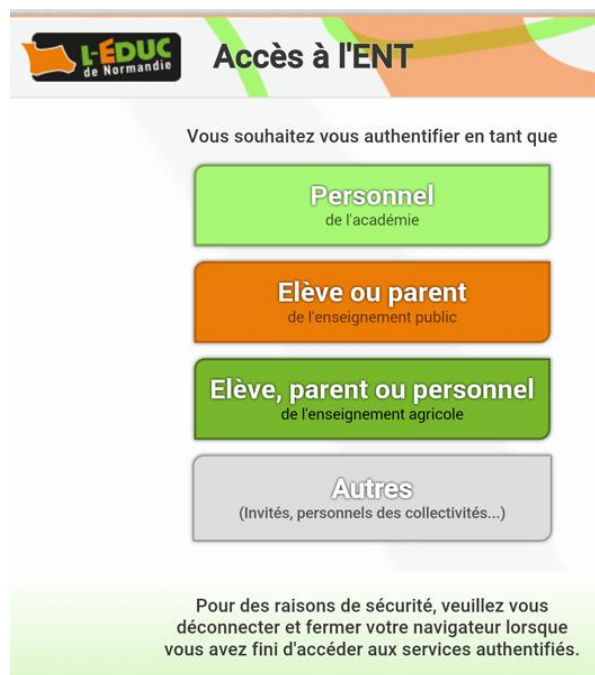 L-ÉDUC
de Normandie
Accès à l'ENT
Vous souhaitez vous authentifier en tant que
Personnel
de l'académie
Elève ou parent
de l'enseignement public
Elève, parent ou personnel
de l'enseignement agricole
Autres
(Invités, personnels des collectivités...)
Pour des raisons de sécurité, veuillez vous
déconnecter et fermer votre navigateur lorsque
vous avez fini d'accéder aux services authentifiés.